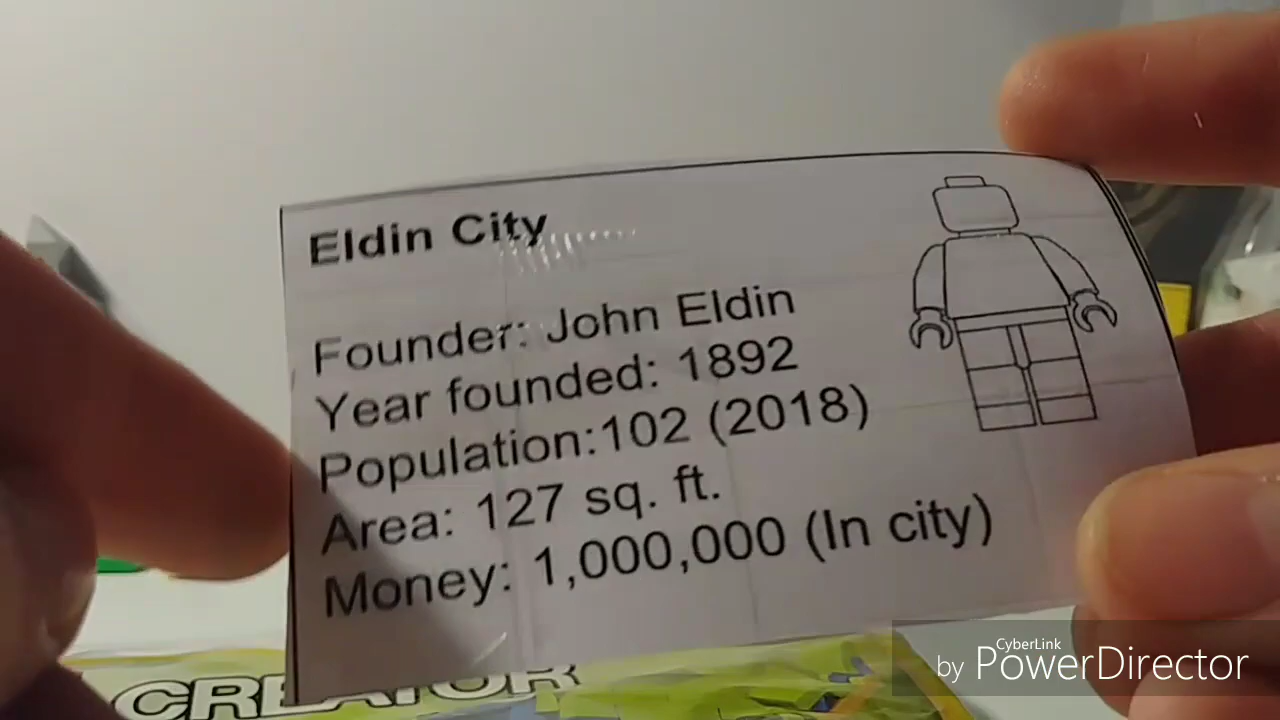 Eldin City
Founder: John Eldin
Year founded: 1892
Population:102 (2018)
Area: 127 sq. ft.
Money: 1,000,000 (In city)
CREATOR
CyberLink
by PowerDirector